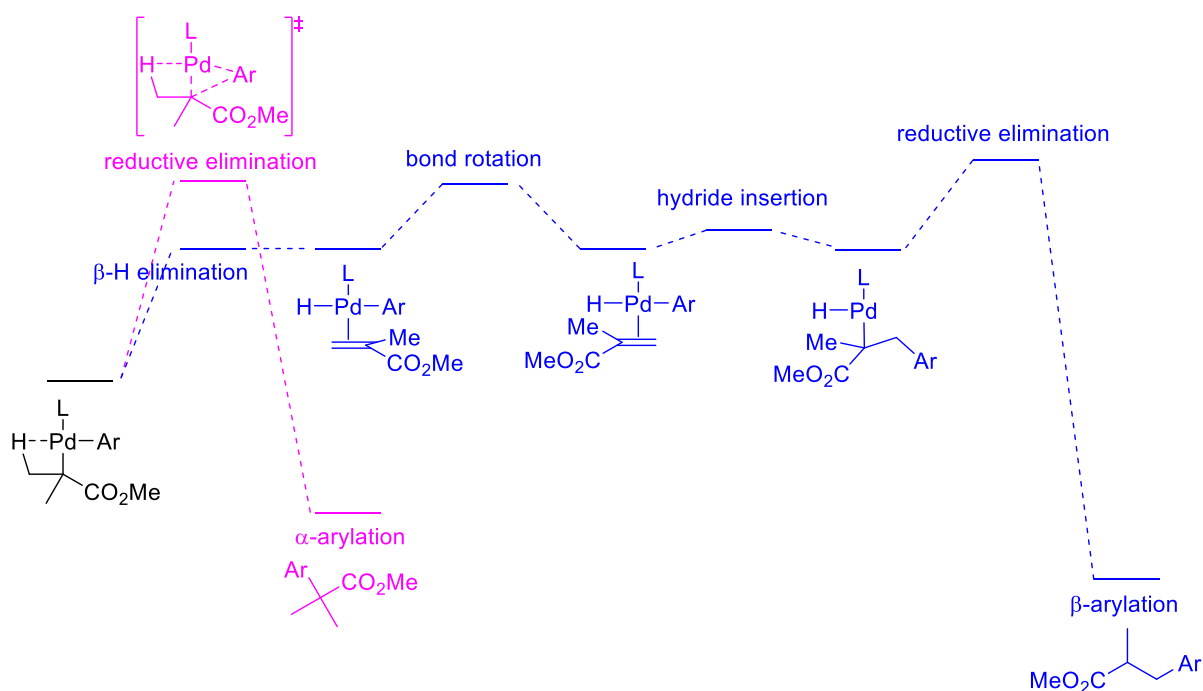 L
‡
H
Pd
Ar
CO2Me
reductive elimination
bond rotation
hydride insertion
reductive elimination
β-H elimination
L
H
Pd
Ar
Me
CO2Me
L
H
Pd
Ar
Me
MeO2C
L
H
Pd
Me
MeO2C
Ar
L
H
Pd
Ar
CO2Me
α-arylation
Ar
CO2Me
β-arylation
MeO2C
Ar